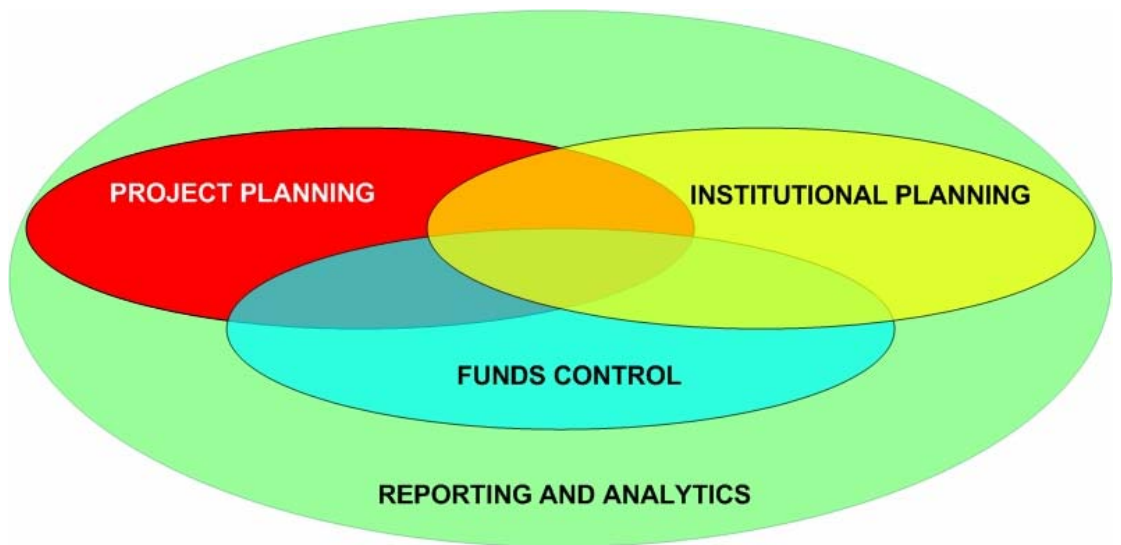 PROJECT PLANNING
INSTITUTIONAL PLANNING
FUNDS CONTROL
REPORTING AND ANALYTICS